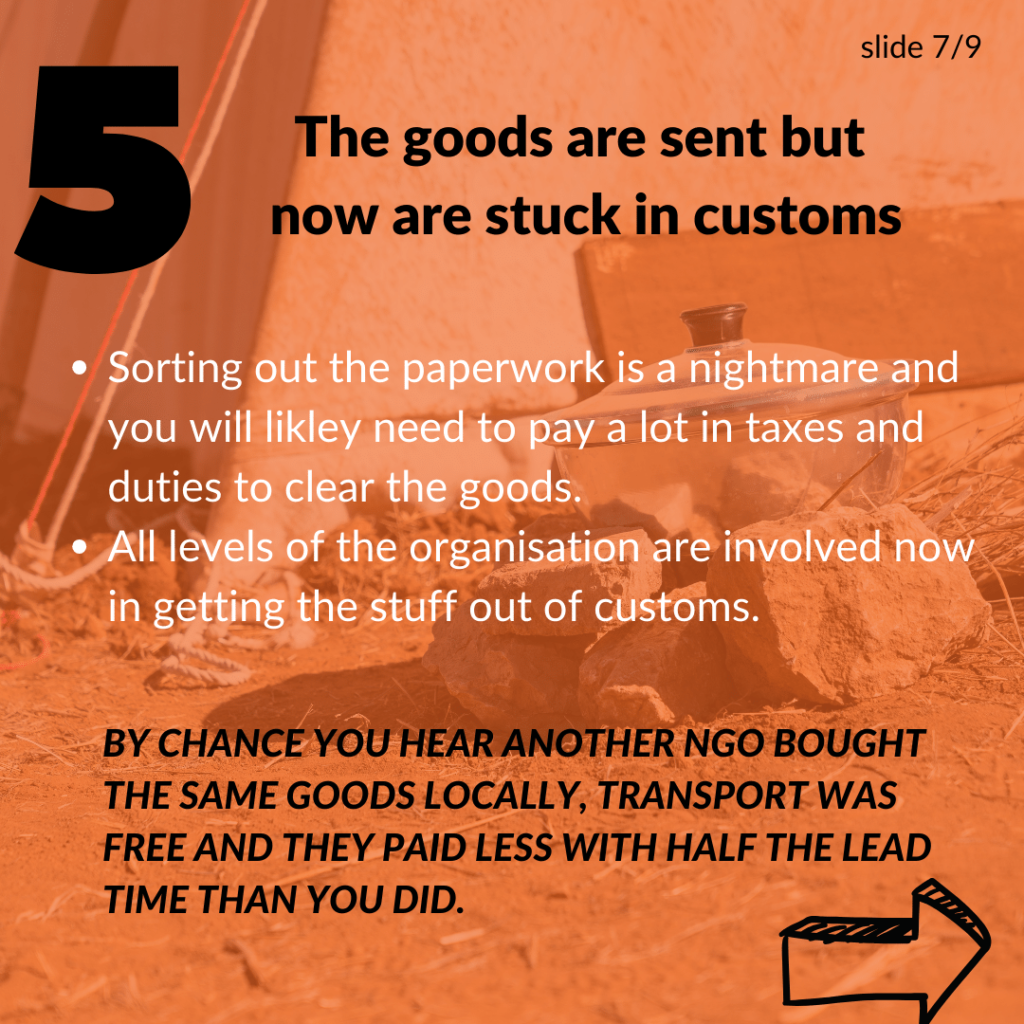 slide 7/9
5
The goods are sent but
now are stuck in customs
• Sorting out the paperwork is a nightmare and
you will likley need to pay a lot in taxes and
duties to clear the goods.
• All levels of the organisation are involved now
in getting the stuff out of customs.
BY CHANCE YOU HEAR ANOTHER NGO BOUGHT
THE SAME GOODS LOCALLY, TRANSPORT WAS
FREE AND THEY PAID LESS WITH HALF THE LEAD
TIME THAN YOU DID.